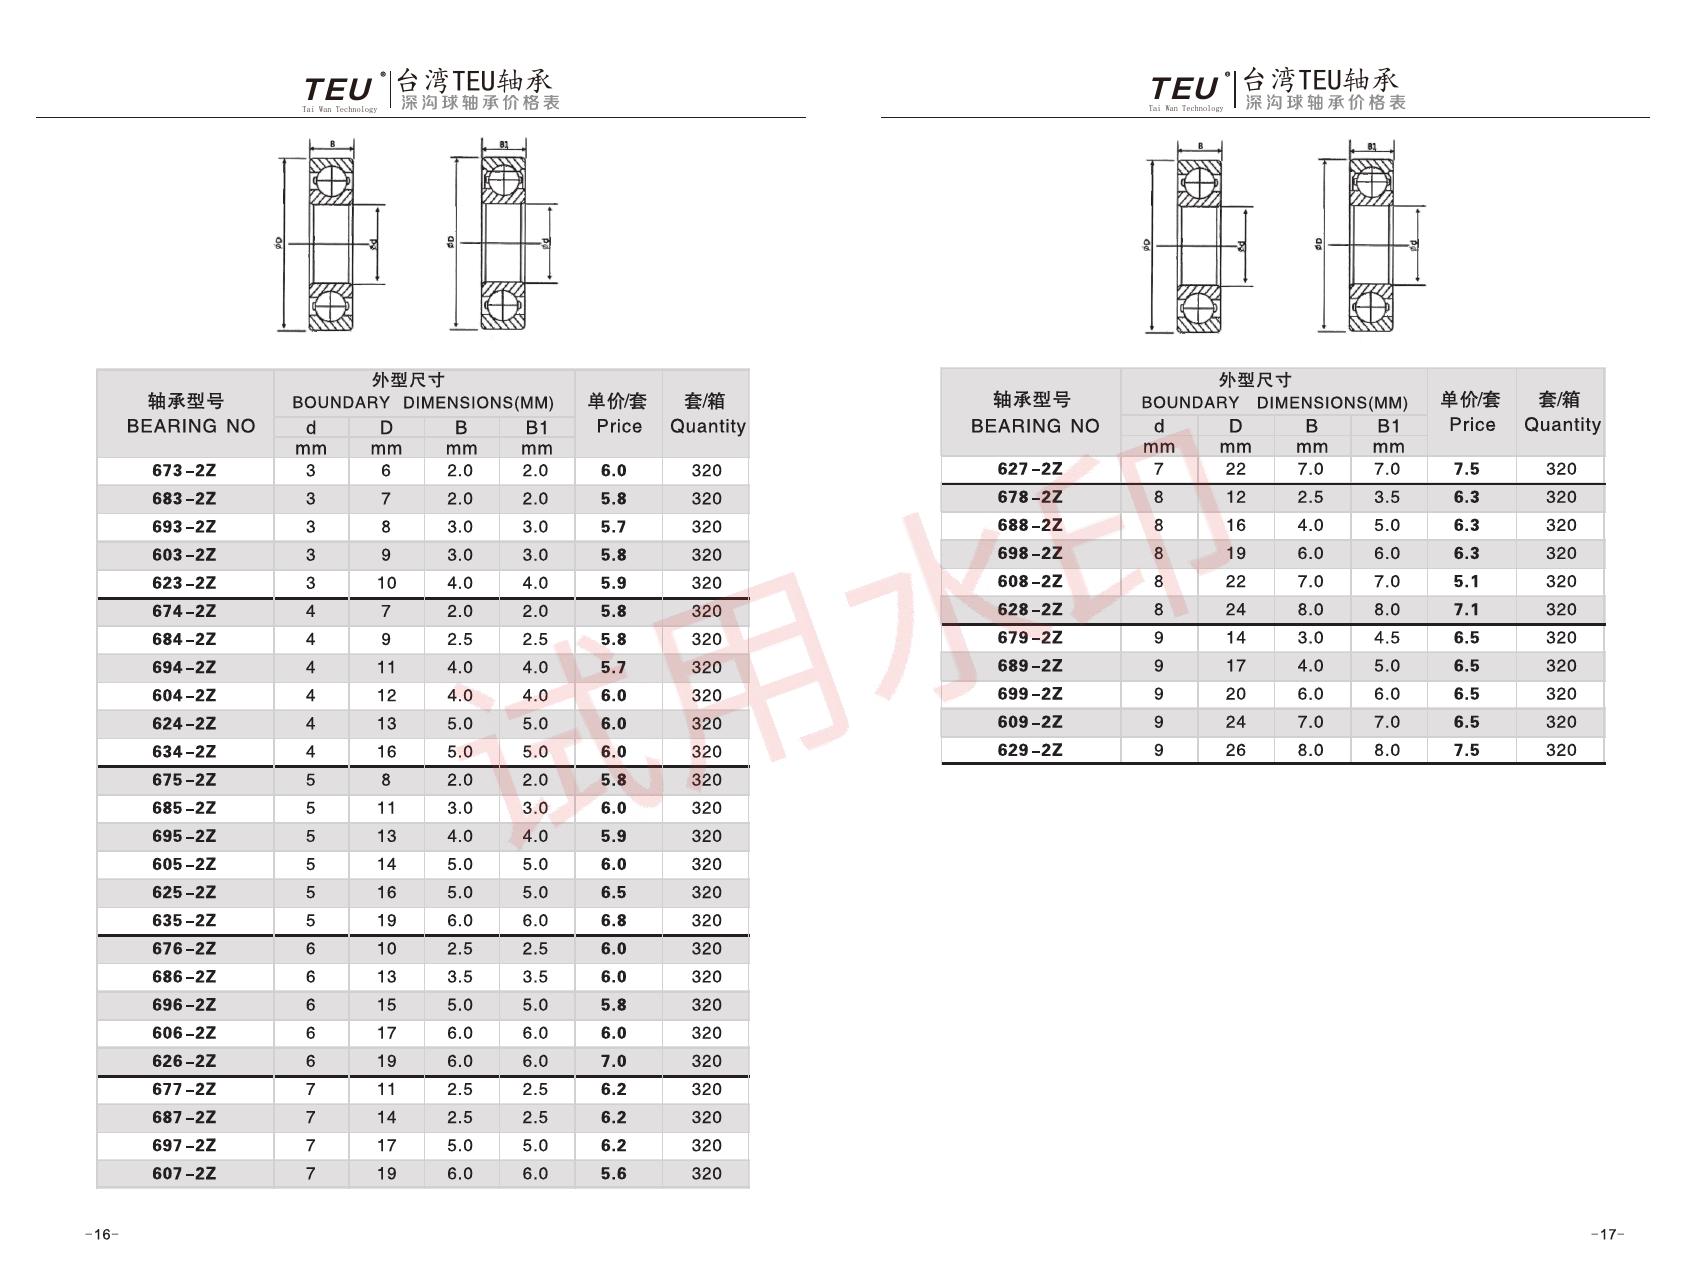 TEU® 台湾TEU轴承
Tai Wan Technology 深沟球轴承价格表
B
B1
φD
φd
φD
φd
轴承型号 外型尺寸 单价/套 套/箱
BEARING NO BOUNDARY DIMENSIONS(MM) Price Quantity
d D B B1
mm mm mm mm
673-2Z 3 6 2.0 2.0 6.0 320
683-2Z 3 7 2.0 2.0 5.8 320
693-2Z 3 8 3.0 3.0 5.7 320
603-2Z 3 9 3.0 3.0 5.8 320
623-2Z 3 10 4.0 4.0 5.9 320
674-2Z 4 7 2.0 2.0 5.8 320
684-2Z 4 9 2.5 2.5 5.8 320
694-2Z 4 11 4.0 4.0 5.7 320
604-2Z 4 12 4.0 4.0 6.0 320
624-2Z 4 13 5.0 5.0 6.0 320
634-2Z 4 16 5.0 5.0 6.0 320
675-2Z 5 8 2.0 2.0 5.8 320
685-2Z 5 11 3.0 3.0 6.0 320
695-2Z 5 13 4.0 4.0 5.9 320
605-2Z 5 14 5.0 5.0 6.0 320
625-2Z 5 16 5.0 5.0 6.5 320
635-2Z 5 19 6.0 6.0 6.8 320
676-2Z 6 10 2.5 2.5 6.0 320
686-2Z 6 13 3.5 3.5 6.0 320
696-2Z 6 15 5.0 5.0 5.8 320
606-2Z 6 17 6.0 6.0 6.0 320
626-2Z 6 19 6.0 6.0 7.0 320
677-2Z 7 11 2.5 2.5 6.2 320
687-2Z 7 14 2.5 2.5 6.2 320
697-2Z 7 17 5.0 5.0 6.2 320
607-2Z 7 19 6.0 6.0 5.6 320
-16-
TEU® 台湾TEU轴承
Tai Wan Technology 深沟球轴承价格表
B
B1
φD
φd
φD
φd
轴承型号 外型尺寸 单价/套 套/箱
BEARING NO BOUNDARY DIMENSIONS(MM) Price Quantity
d D B B1
mm mm mm mm
627-2Z 7 22 7.0 7.0 7.5 320
678-2Z 8 12 2.5 3.5 6.3 320
688-2Z 8 16 4.0 5.0 6.3 320
698-2Z 8 19 6.0 6.0 6.3 320
608-2Z 8 22 7.0 7.0 5.1 320
628-2Z 8 24 8.0 8.0 7.1 320
679-2Z 9 14 3.0 4.5 6.5 320
689-2Z 9 17 4.0 5.0 6.5 320
699-2Z 9 20 6.0 6.0 6.5 320
609-2Z 9 24 7.0 7.0 6.5 320
629-2Z 9 26 8.0 8.0 7.5 320
-17-
试用水印